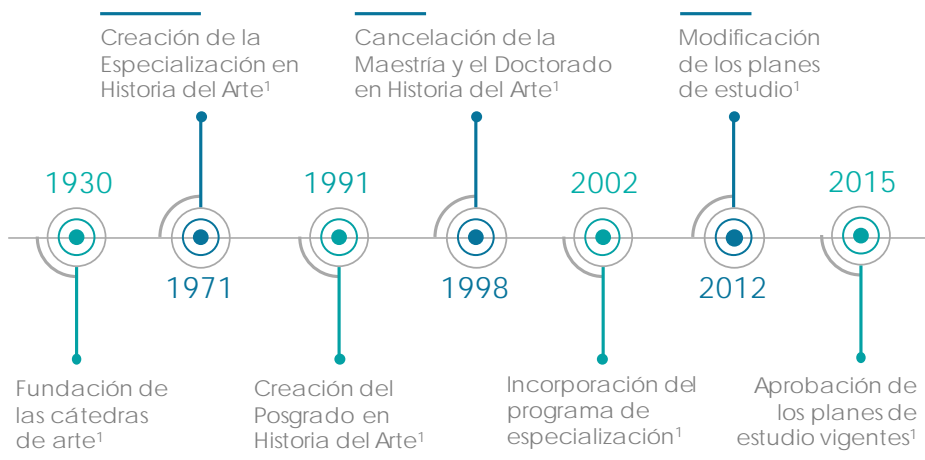 Creación de la
Especialización en
Historia del Arte¹
Cancelación de la
Maestría y el Doctorado
en Historia del Arte¹
Modificación
de los planes
de estudio¹
1930
1991
2002
2015
1971
1998
2012
Fundación de
las cátedras
de arte¹
Creación del
Posgrado en
Historia del Arte¹
Incorporación del
programa de
especialización¹
Aprobación de
los planes de
estudio vigentes¹